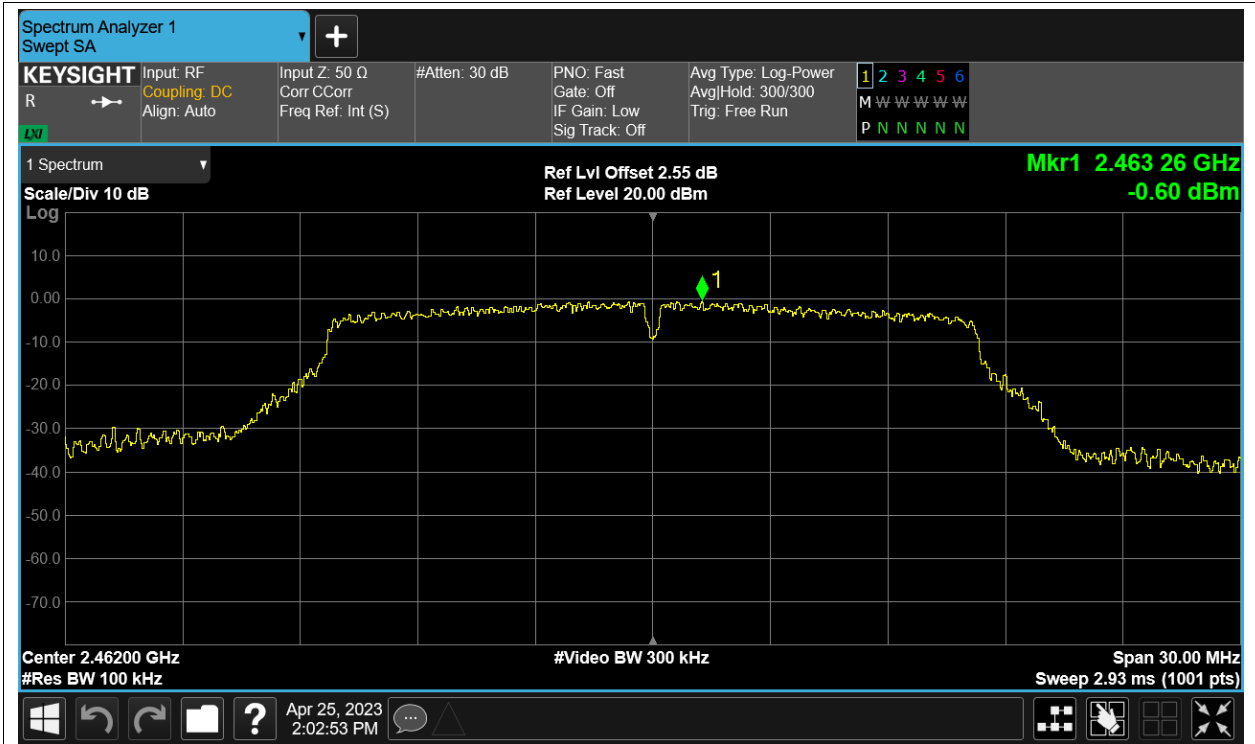 Spectrum Analyzer 1
Swept SA
KEYSIGHT
R
LXI
Input: RF
Coupling: DC
Align: Auto
Input Z: 50 Ω
Corr CCorr
Freq Ref: Int (S)
#Atten: 30 dB
PNO: Fast
Gate: Off
IF Gain: Low
Sig Track: Off
Avg Type: Log-Power
Avg|Hold: 300/300
Trig: Free Run
1 2 3 4 5 6
M W W W W W
P N N N N N
1 Spectrum
Scale/Div 10 dB
Log
Ref Lvl Offset 2.55 dB
Ref Level 20.00 dBm
Mkr1 2.463 26 GHz
-0.60 dBm
1
10.0
0.00
-10.0
-20.0
-30.0
-40.0
-50.0
-60.0
-70.0
Center 2.46200 GHz
#Res BW 100 kHz
#Video BW 300 kHz
Span 30.00 MHz
Sweep 2.93 ms (1001 pts)
?
Apr 25, 2023
2:02:53 PM